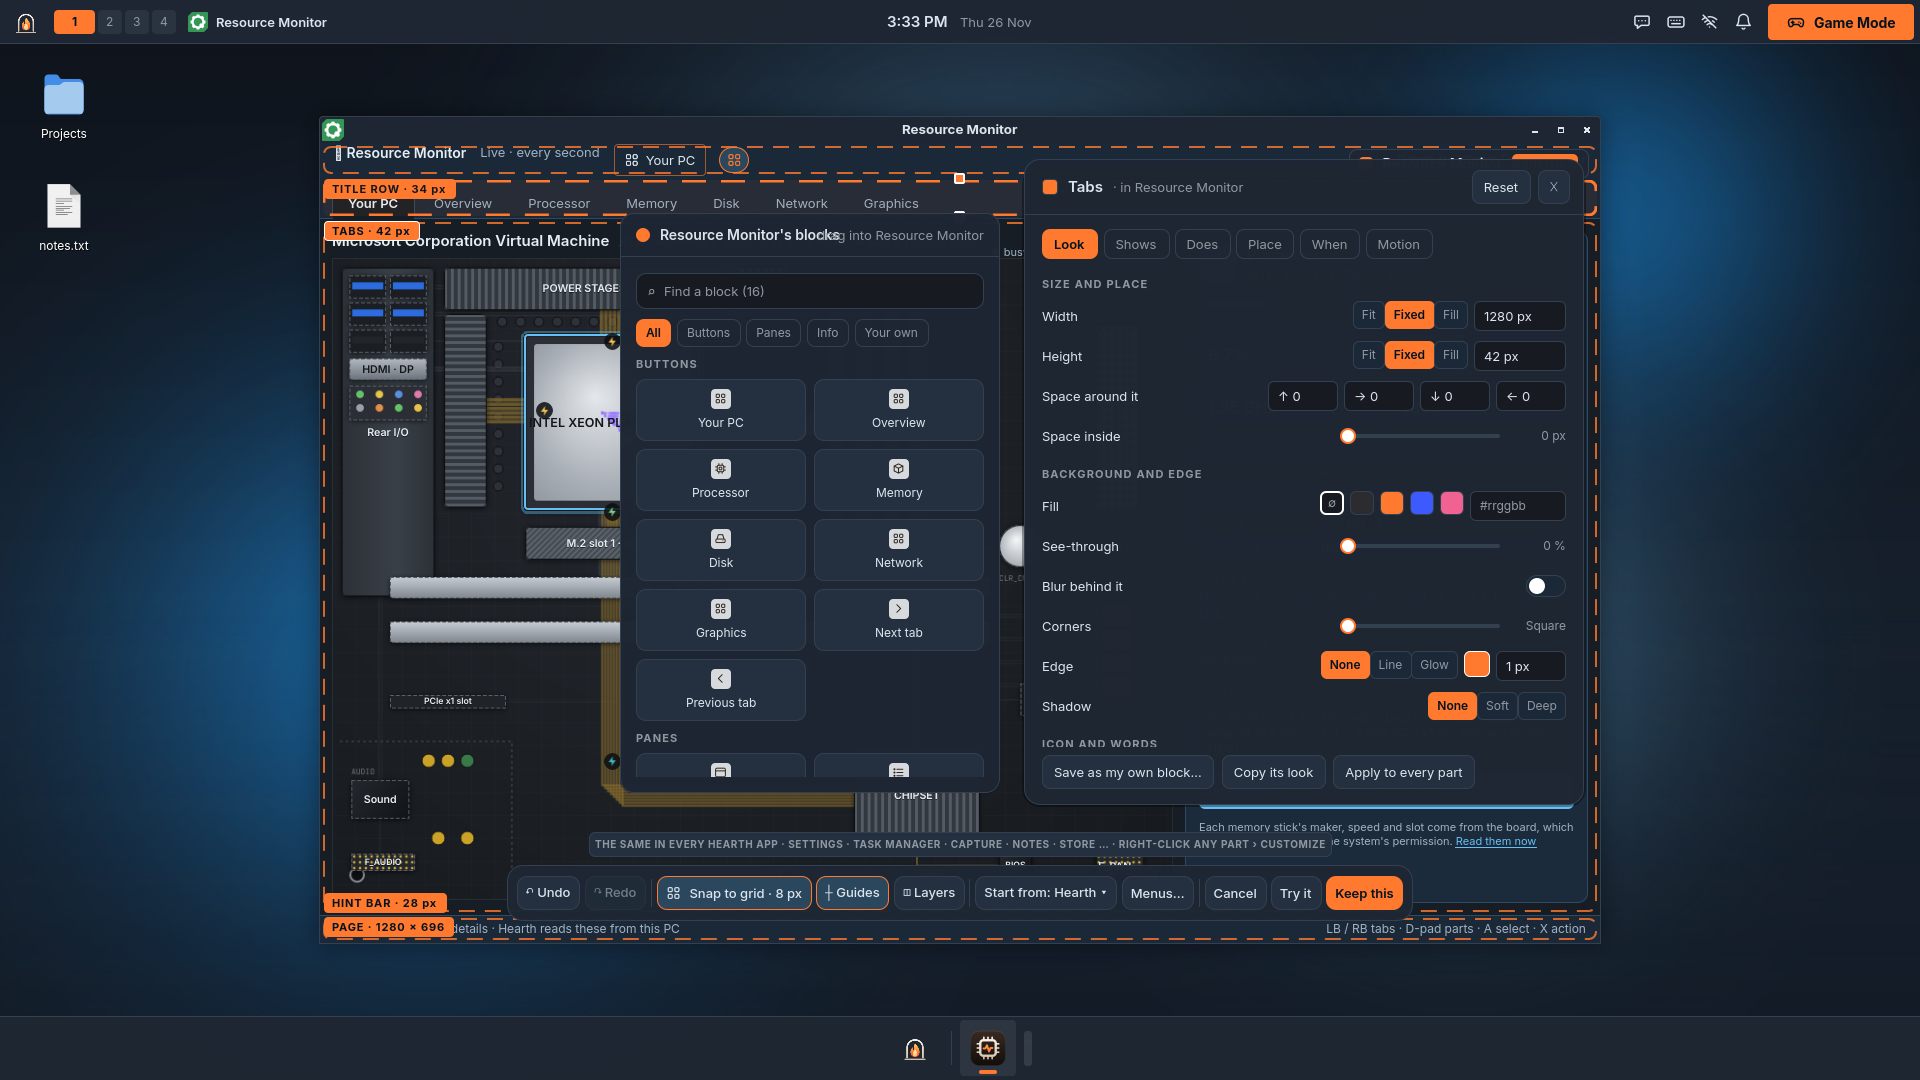 1 2 3 4 Resource Monitor
3:33 PM Thu 26 Nov
Game Mode
Projects
notes.txt
Resource Monitor
Resource Monitor Live · every second Your PC
TITLE ROW · 34 px
Your PC Overview Processor Memory Disk Network Graphics
TABS · 42 px
Microsoft Corporation Virtual Machine
POWER STAGE
HDMI · DP
Rear I/O
INTEL XEON PL
M.2 slot 1
PCIe x1 slot
AUDIO
Sound
F_AUDIO
Resource Monitor's blocks drag into Resource Monitor
Find a block (16)
All Buttons Panes Info Your own
BUTTONS
Your PC Overview
Processor Memory
Disk Network
Graphics Next tab
Previous tab
PANES
CHIPSET
BIOS
Tabs · in Resource Monitor Reset X
Look Shows Does Place When Motion
SIZE AND PLACE
Width Fit Fixed Fill 1280 px
Height Fit Fixed Fill 42 px
Space around it ↑ 0 → 0 ↓ 0 ← 0
Space inside 0 px
BACKGROUND AND EDGE
Fill #rrggbb
See-through 0 %
Blur behind it
Corners Square
Edge None Line Glow 1 px
Shadow None Soft Deep
ICON AND WORDS
Save as my own block... Copy its look Apply to every part
Each memory stick's maker, speed and slot come from the board, which
the system's permission. Read them now
THE SAME IN EVERY HEARTH APP · SETTINGS · TASK MANAGER · CAPTURE · NOTES · STORE ... · RIGHT-CLICK ANY PART › CUSTOMIZE
Undo Redo Snap to grid · 8 px Guides Layers Start from: Hearth Menus... Cancel Try it Keep this
HINT BAR · 28 px
PAGE · 1280 × 696
details · Hearth reads these from this PC
LB / RB tabs · D-pad parts · A select · X action